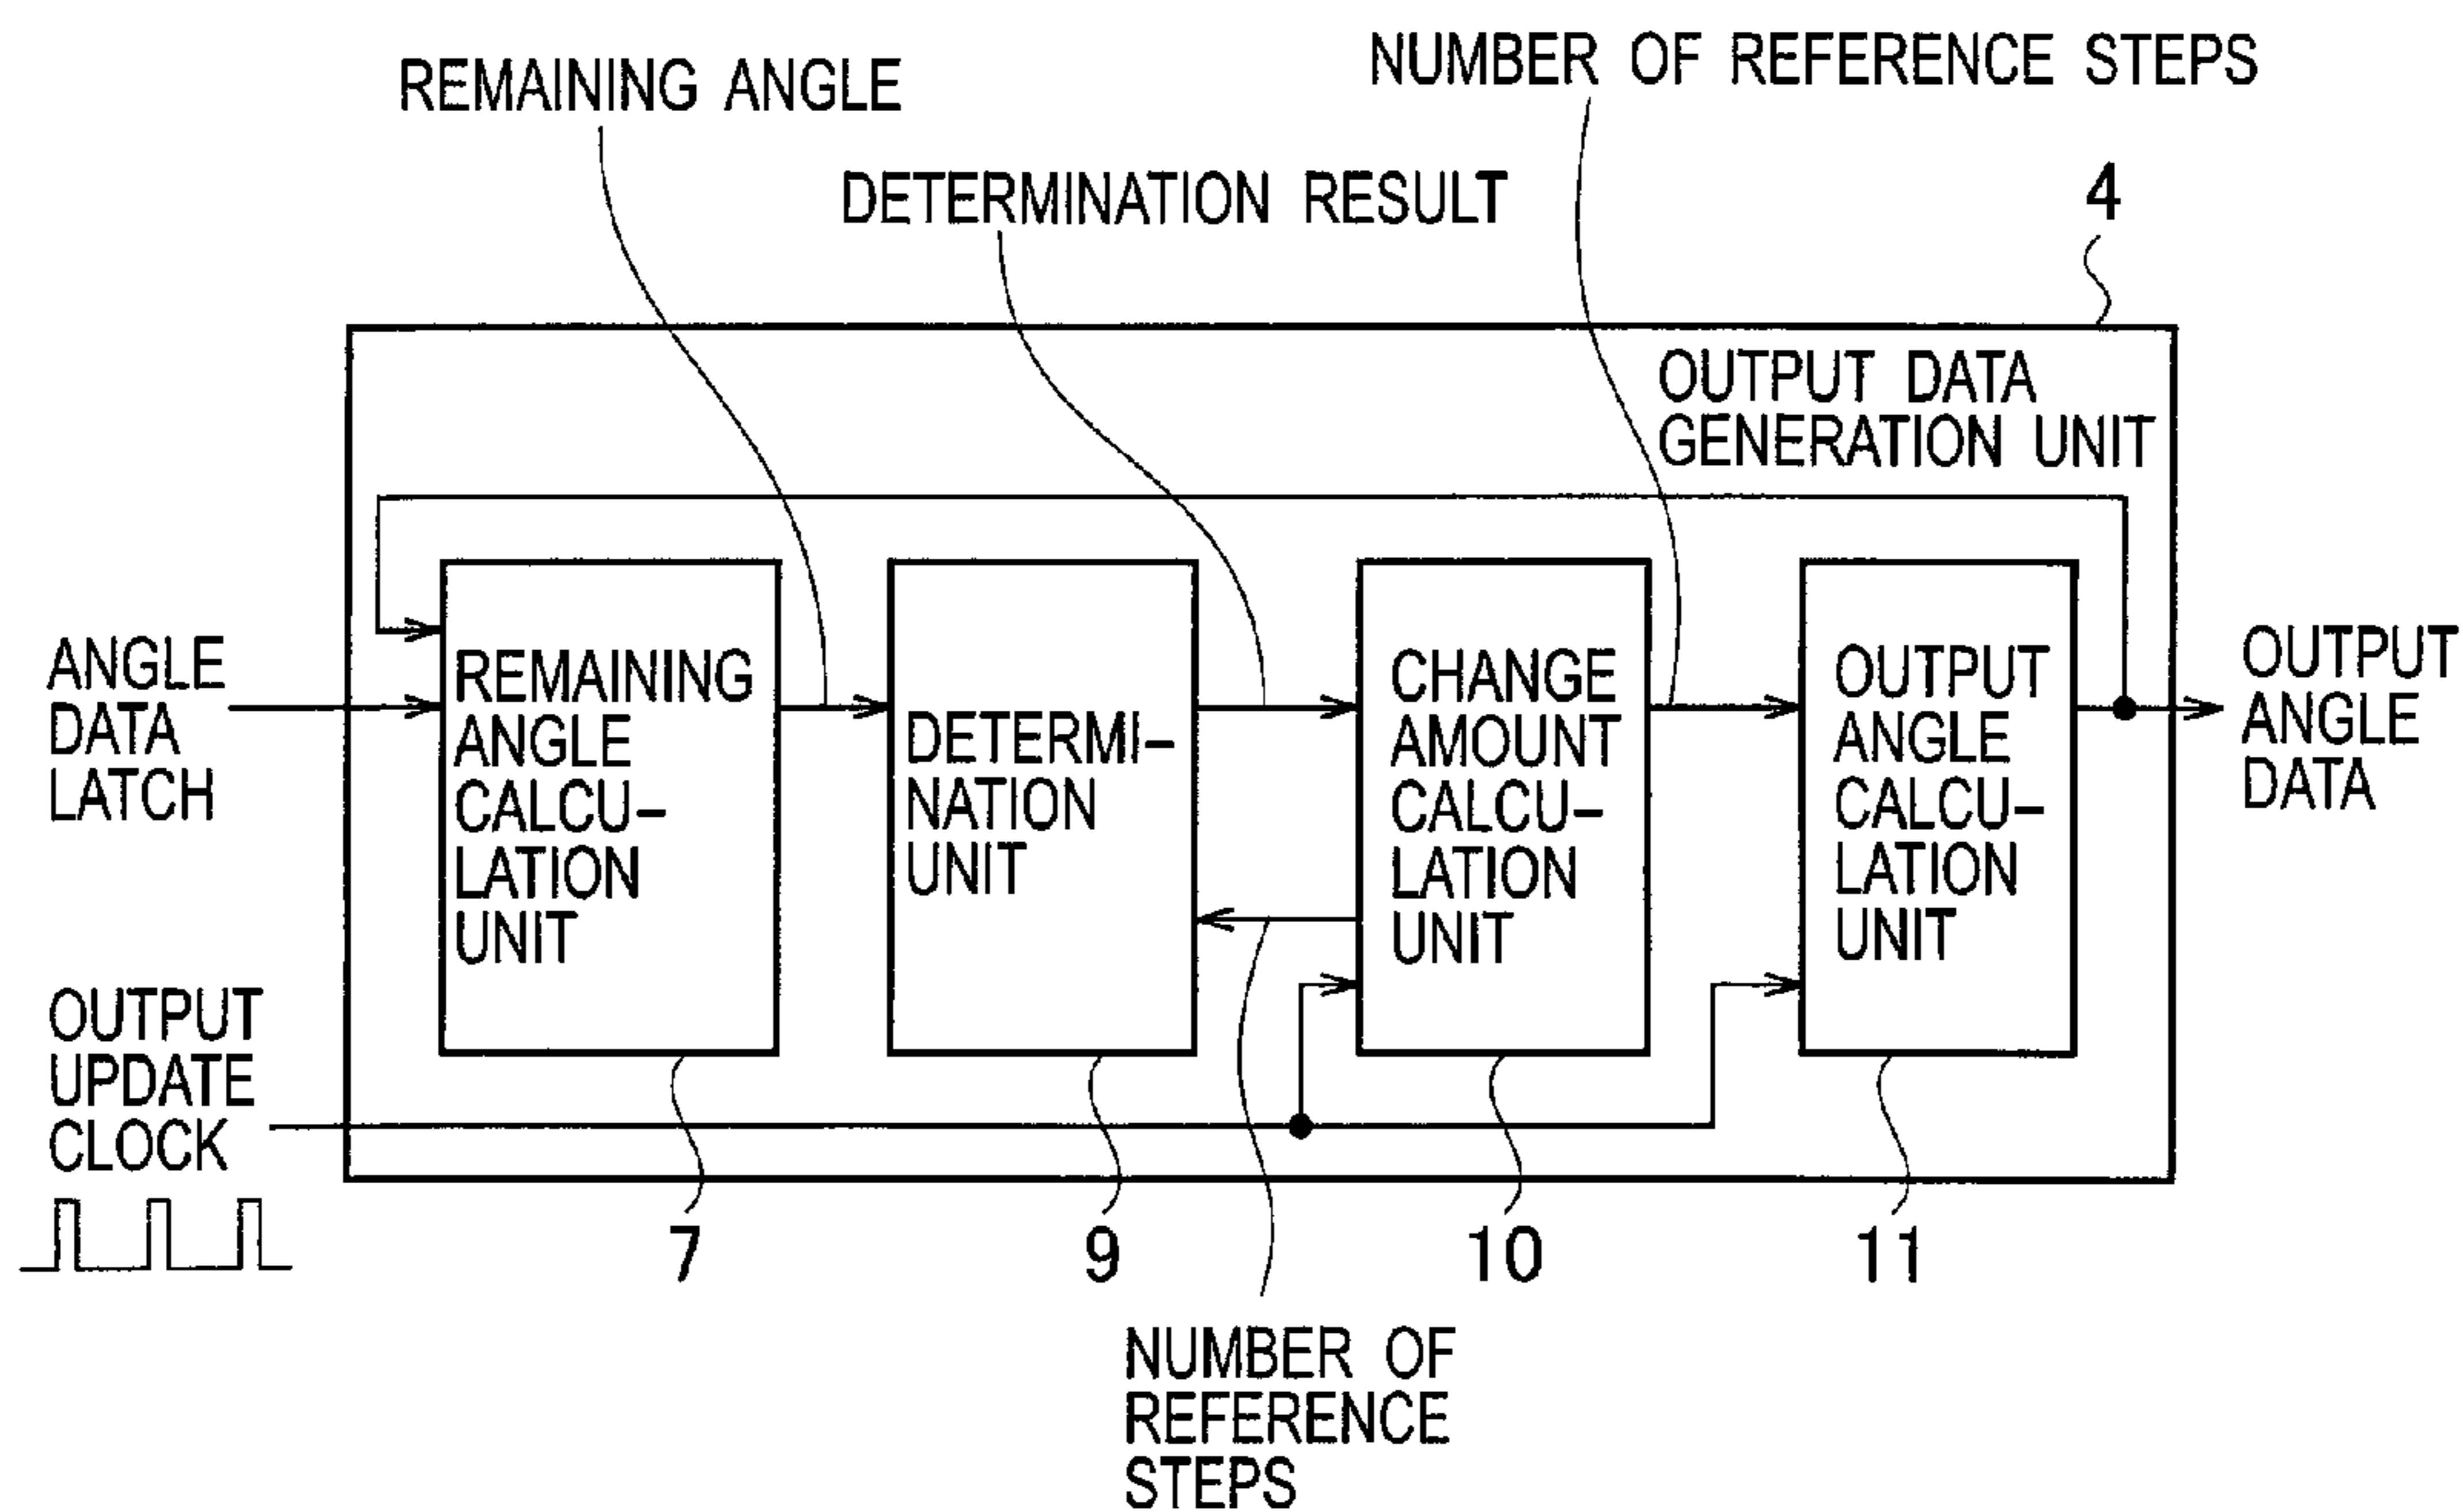 REMAINING ANGLE
NUMBER OF REFERENCE STEPS
DETERMINATION RESULT
4
OUTPUT DATA
GENERATION UNIT
ANGLE
DATA
LATCH
REMAINING
ANGLE
CALCU-
LATION
UNIT
DETERMI-
NATION
UNIT
CHANGE
AMOUNT
CALCU-
LATION
UNIT
OUTPUT
ANGLE
CALCU-
LATION
UNIT
OUTPUT
ANGLE
DATA
OUTPUT
UPDATE
CLOCK
7
9
10
11
NUMBER OF
REFERENCE
STEPS